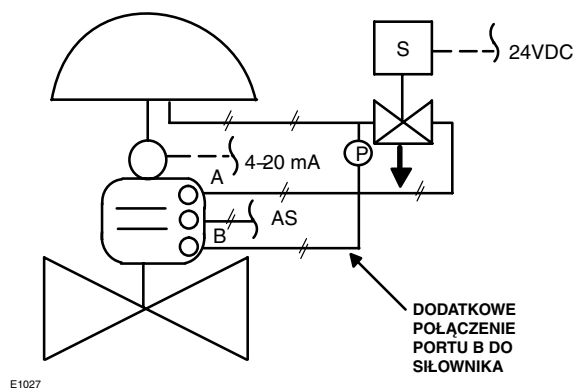 S
24VDC
P
4–20 mA
A
AS
B
DODATKOWE
POŁĄCZENIE
PORTU B DO
SIŁOWNIKA
E1027